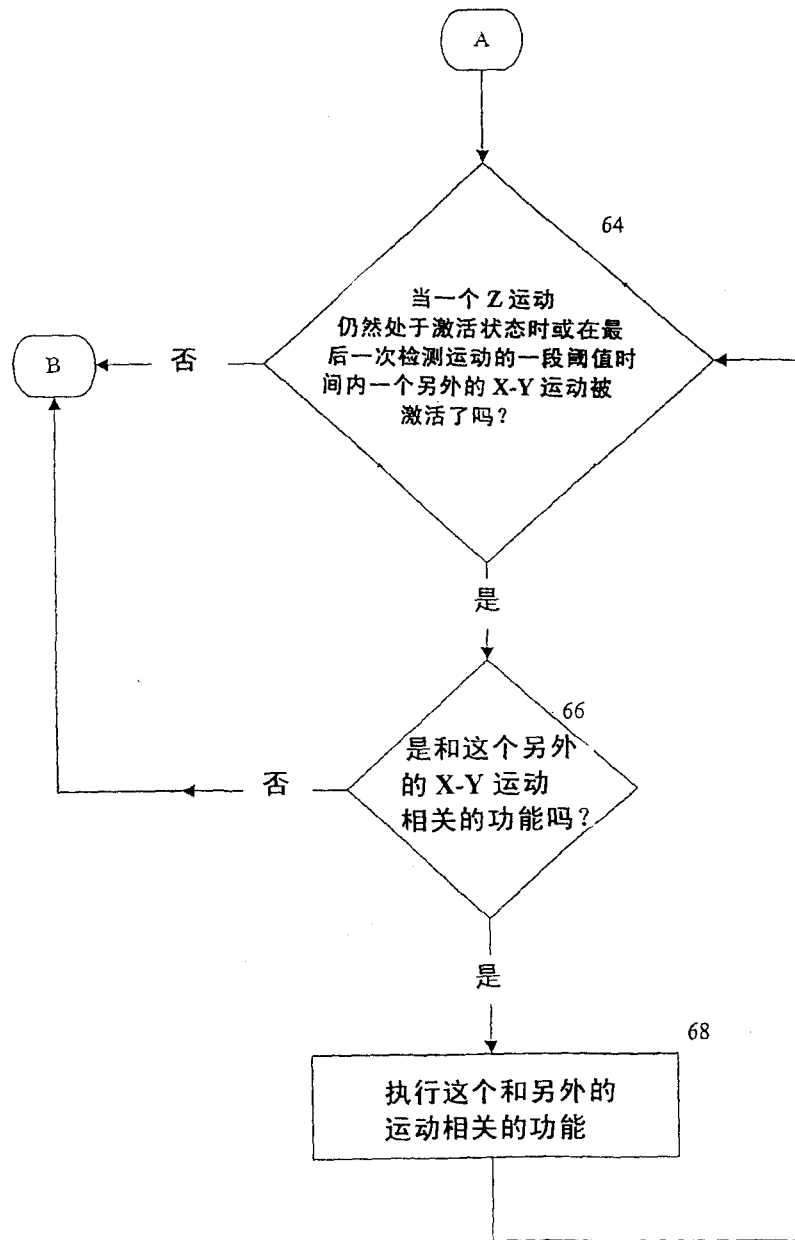 A
64
当一个 Z 运动
仍然处于激活状态时或在最
后一次检测运动的一段阈值时
间内一个另外的 X-Y 运动被
激活了吗?
B
否
是
66
是和这个另外
的 X-Y 运动
相关的功能吗?
否
是
68
执行这个和另外的
运动相关的功能